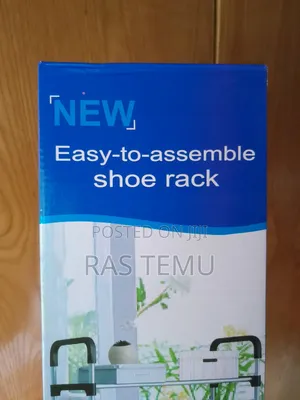 NEW
Easy-to-assemble
shoe rack
POSTED ON Jiji
RAS TEMU